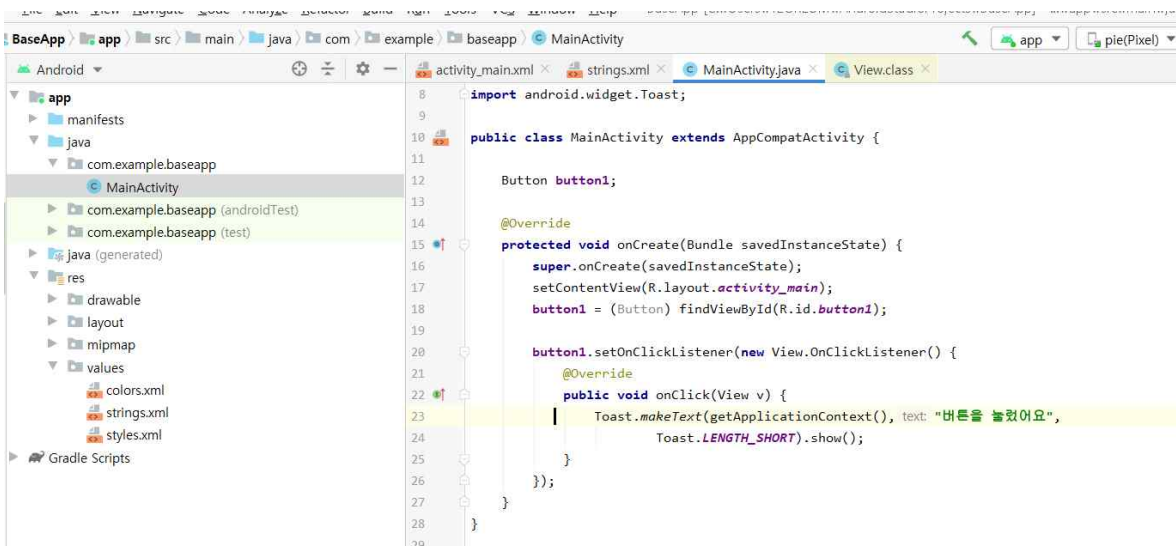 BaseApp app src main java com example baseapp MainActivity app pie(Pixel)
Android
activity_main.xml strings.xml MainActivity.java View.class
app
manifests
java
com.example.baseapp
MainActivity
com.example.baseapp (androidTest)
com.example.baseapp (test)
java (generated)
res
drawable
layout
mipmap
values
colors.xml
strings.xml
styles.xml
Gradle Scripts
8 import android.widget.Toast;
9
10 public class MainActivity extends AppCompatActivity {
11
12 Button button1;
13
14 @Override
15 protected void onCreate(Bundle savedInstanceState) {
16 super.onCreate(savedInstanceState);
17 setContentView(R.layout.activity_main);
18 button1 = (Button) findViewById(R.id.button1);
19
20 button1.setOnClickListener(new View.OnClickListener() {
21 @Override
22 public void onClick(View v) {
23 Toast.makeText(getApplicationContext(), text: "버튼을 눌렀어요",
24 Toast.LENGTH_SHORT).show();
25 }
26 });
27 }
28 }
29